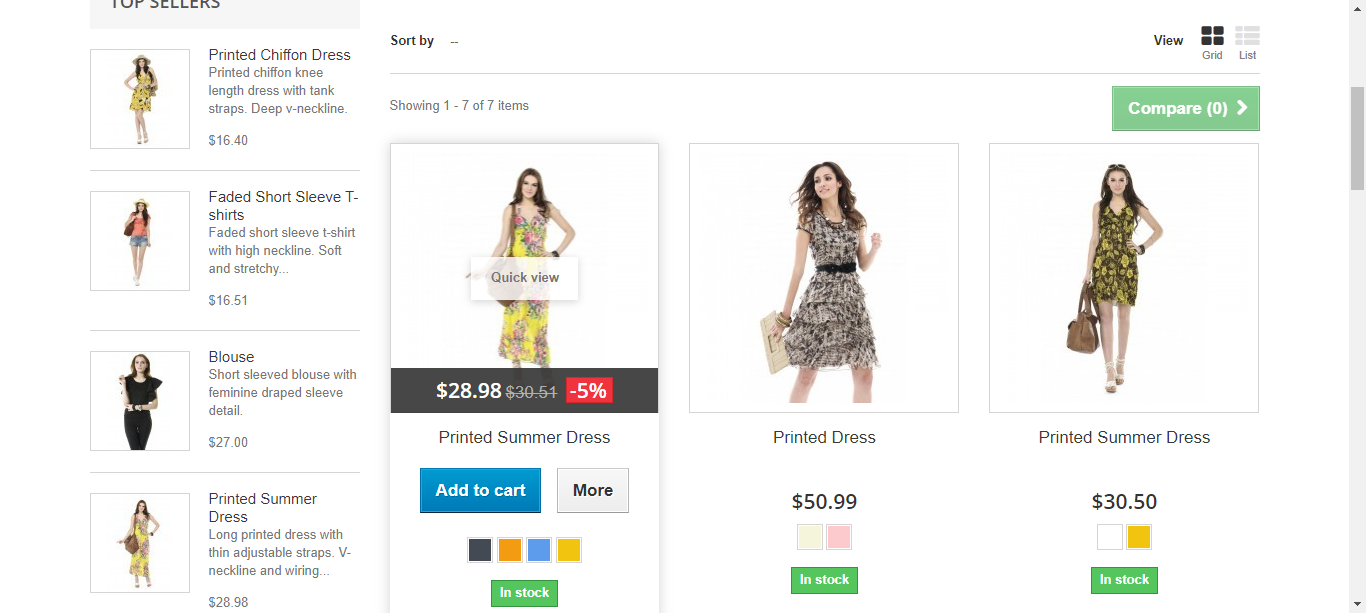 TOP SELLERS
Printed Chiffon Dress
Printed chiffon knee
length dress with tank
straps. Deep v-neckline.
$16.40
Faded Short Sleeve T-
shirts
Faded short sleeve t-shirt
with high neckline. Soft
and stretchy...
$16.51
Blouse
Short sleeved blouse with
feminine draped sleeve
detail.
$27.00
Printed Summer
Dress
Long printed dress with
thin adjustable straps. V-
neckline and wiring...
$28.98
Sort by --
View
Grid List
Showing 1 - 7 of 7 items
Compare (0)
Quick view
$28.98 $30.51 -5%
Printed Summer Dress
Add to cart More
In stock
Printed Dress
$50.99
In stock
Printed Summer Dress
$30.50
In stock